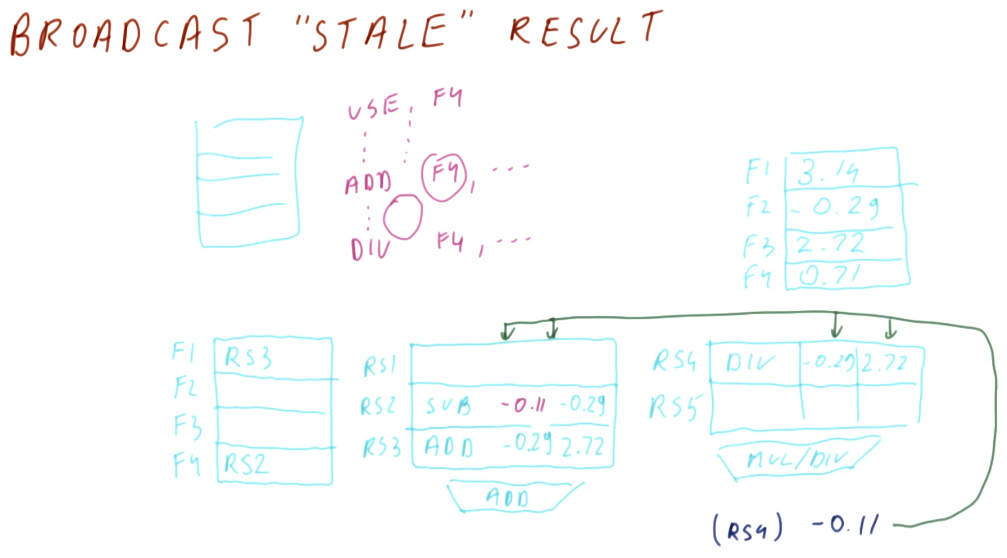 BROADCAST "STALE" RESULT
USE, F4
ADD F4, ...
DIV F4, ...
F1 3.14
F2 -0.29
F3 2.72
F4 0.71
F1 RS3
F2
F3
F4 RS2
RS1
RS2 SUB -0.11 -0.29
RS3 ADD -0.29 2.72
ADD
RS4 DIV -0.29 2.72
RS5
MUL/DIV
(RS4) -0.11